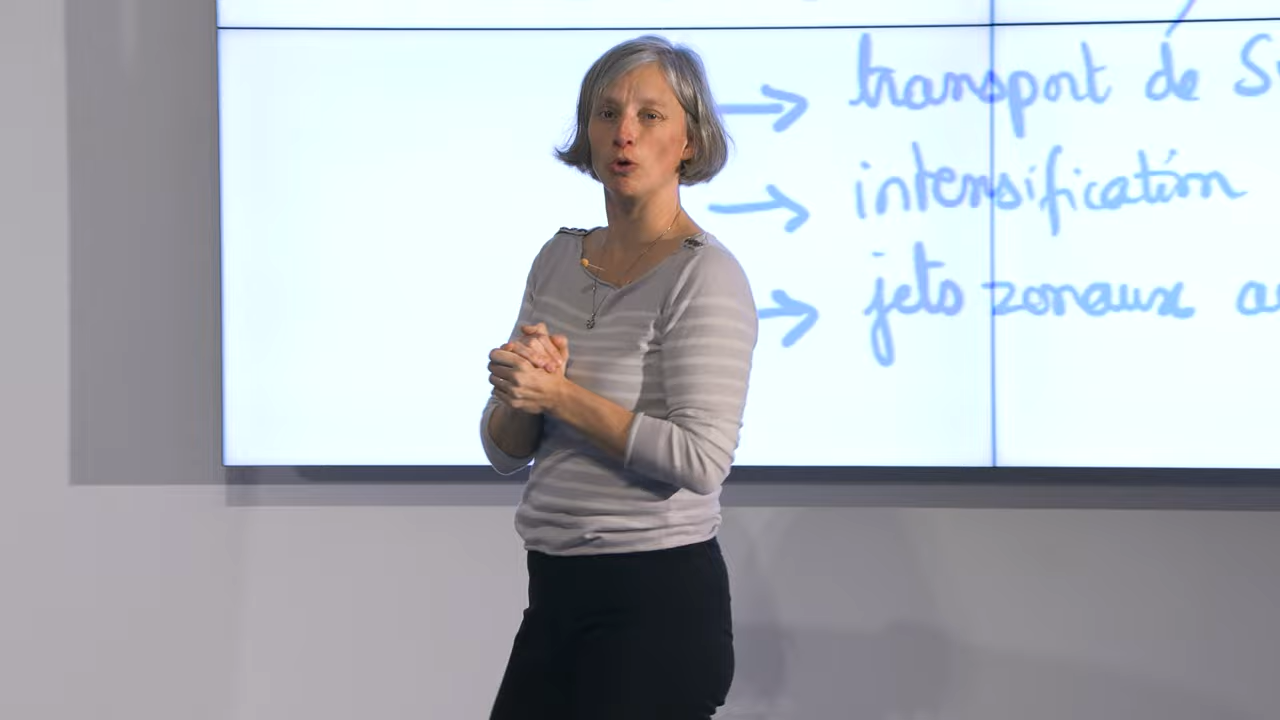 → transport de
→ intensification
→ jets zonaux